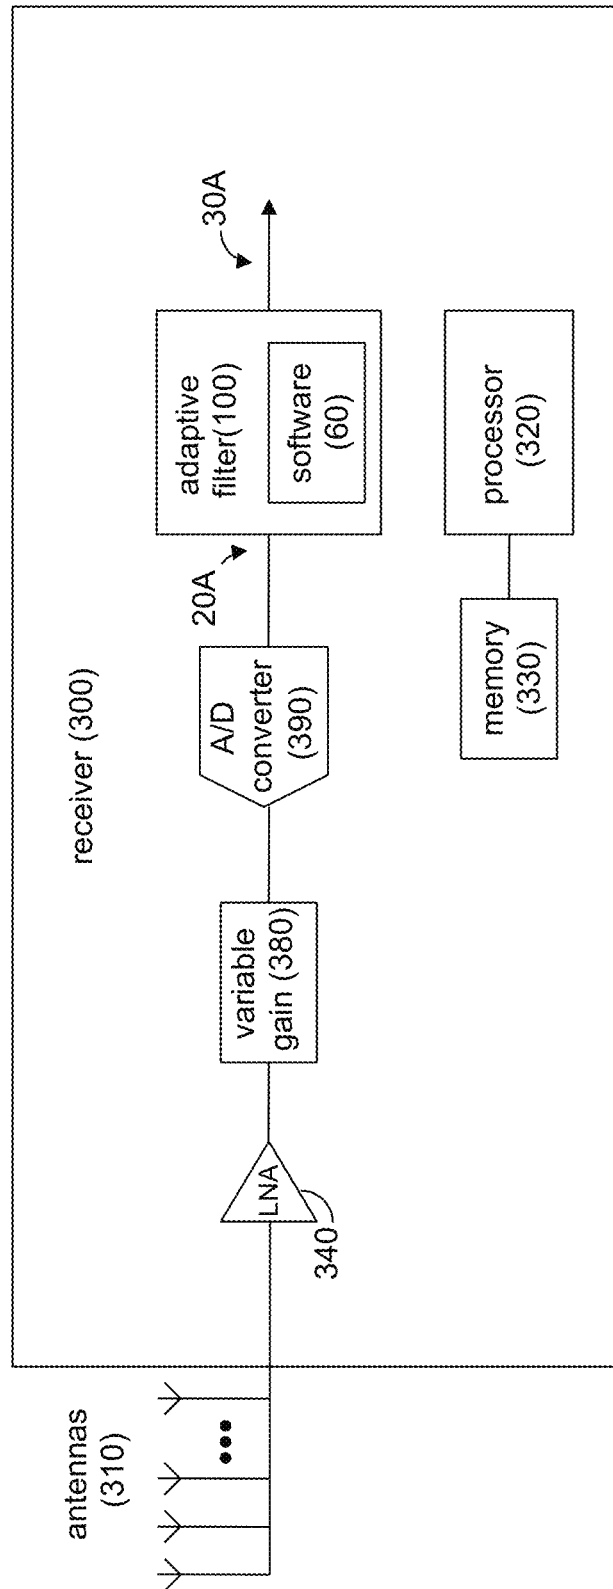 receiver (300)
antennas
(310)
LNA
340
variable
gain (380)
A/D
converter
(390)
20A
adaptive
filter(100)
software
(60)
30A
memory
(330)
processor
(320)